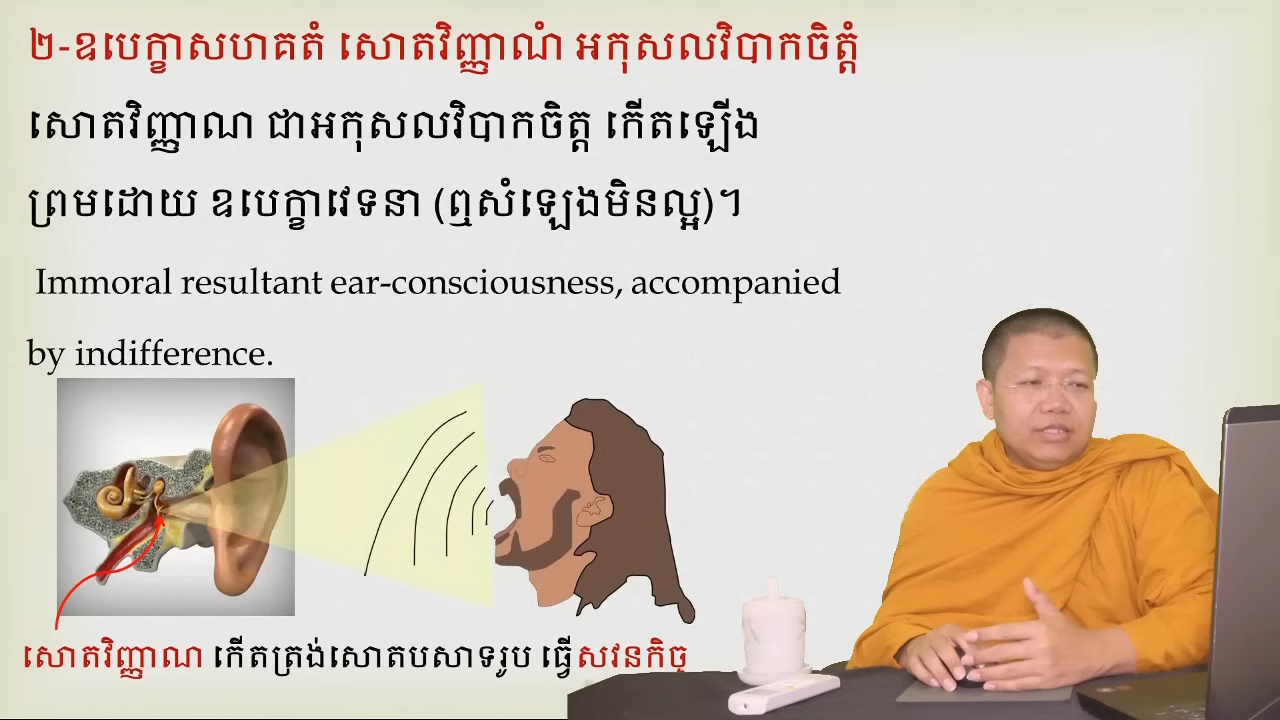 ២-ឧបេក្ខាសហគតំ សោតវិញ្ញាណំ អកុសលវិបាកចិត្តំ
សោតវិញ្ញាណ ជាអកុសលវិបាកចិត្ត កើតឡើង
ព្រមដោយ ឧបេក្ខាវេទនា (ឮសំឡេងមិនល្អ)។
Immoral resultant ear-consciousness, accompanied
by indifference.
សោតវិញ្ញាណ កើតត្រង់សោតបសាទរូប ធ្វើសវនកិច្ច